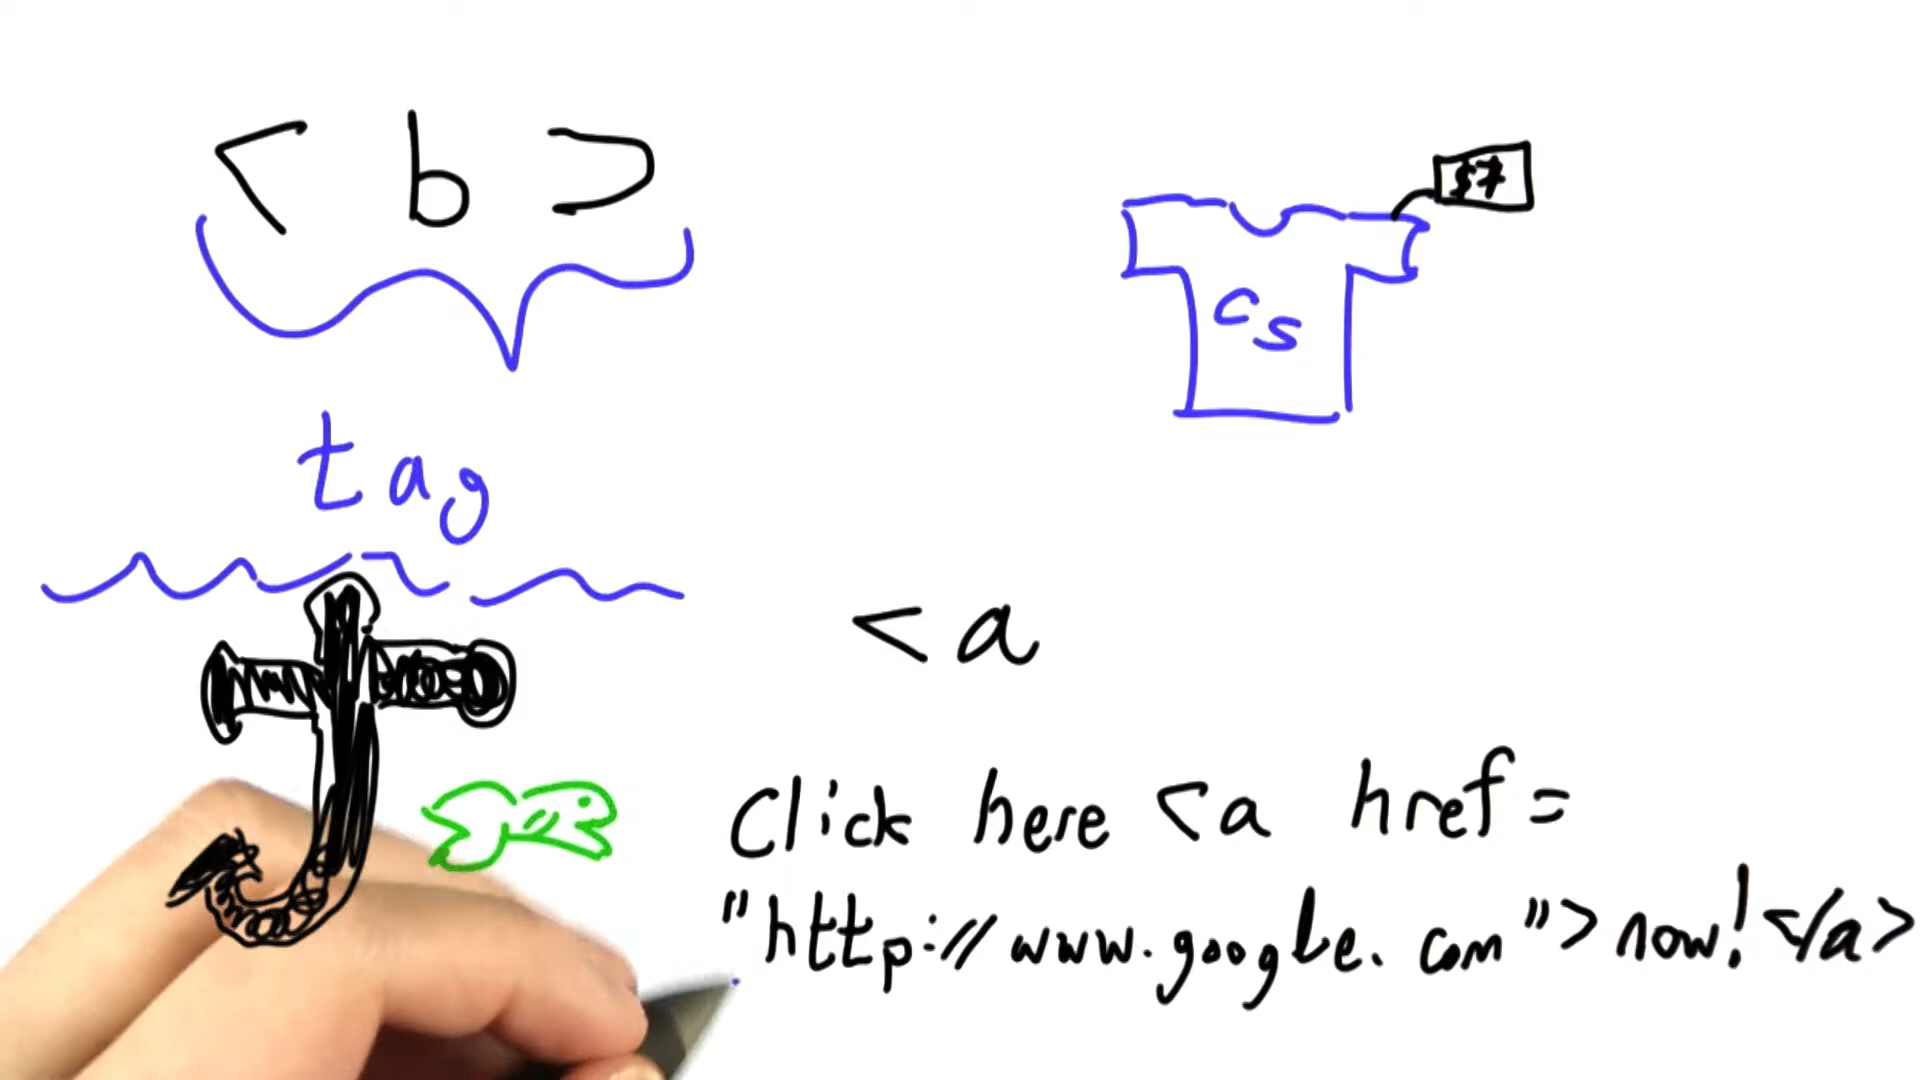 < b >
$7
cs
tag
<a
Click here <a href=
"http://www.google.com">now!</a>